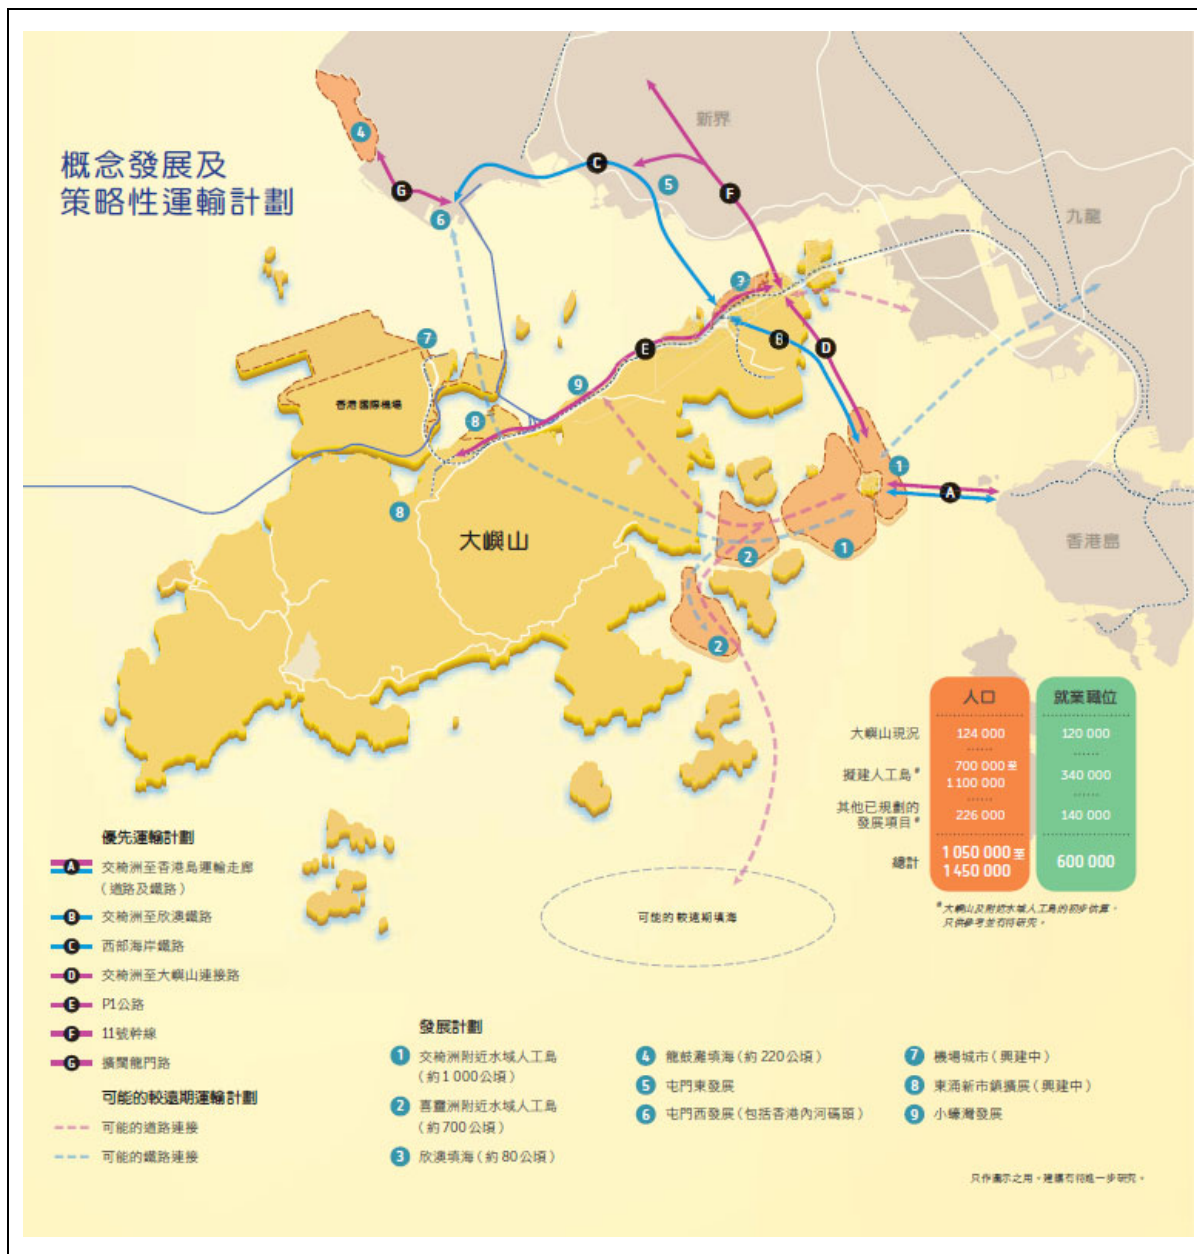 概念發展及
策略性運輸計劃
新界
九龍
4
G
6
C
5
F
3
7
香港國際機場
8
9
E
B
D
1
A
8
大嶼山
2
1
2
香港島
人口
就業職位
大嶼山現況
124 000
120 000
擬建人工島#
700 000至
1 100 000
340 000
其他已規劃的
發展項目#
226 000
140 000
總計
1 050 000至
1 450 000
600 000
#大嶼山及附近水域人工島的初步估算，
只供參考並有待研究。
可能的較遠期填海
優先運輸計劃
A 交椅洲至香港島運輸走廊
（道路及鐵路）
B 交椅洲至欣澳鐵路
C 西部海岸鐵路
D 交椅洲至大嶼山連接路
E P1公路
F 11號幹線
G 擴闊龍門路
可能的較遠期運輸計劃
可能的道路連接
可能的鐵路連接
發展計劃
1 交椅洲附近水域人工島
（約1 000公頃）
2 喜靈洲附近水域人工島
（約700公頃）
3 欣澳填海（約80公頃）
4 龍鼓灘填海（約220公頃）
5 屯門東發展
6 屯門西發展（包括香港內河碼頭）
7 機場城市（興建中）
8 東涌新市鎮擴展（興建中）
9 小蠔灣發展
只作圖示之用。建議有待進一步研究。